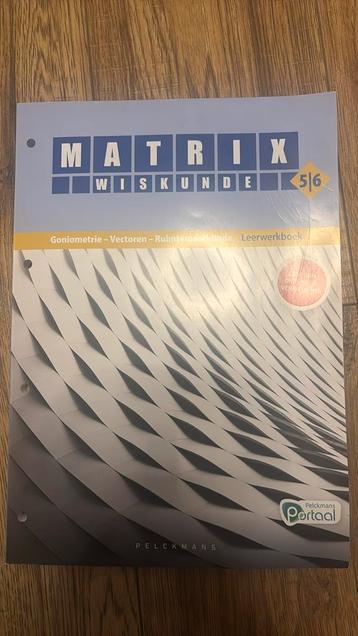 MATRIX
WISKUNDE
5|6
Goniometrie – Vectoren – Ruimtemeetkunde Leerwerkboek
Pelckmans
Portaal
PELCKMANS